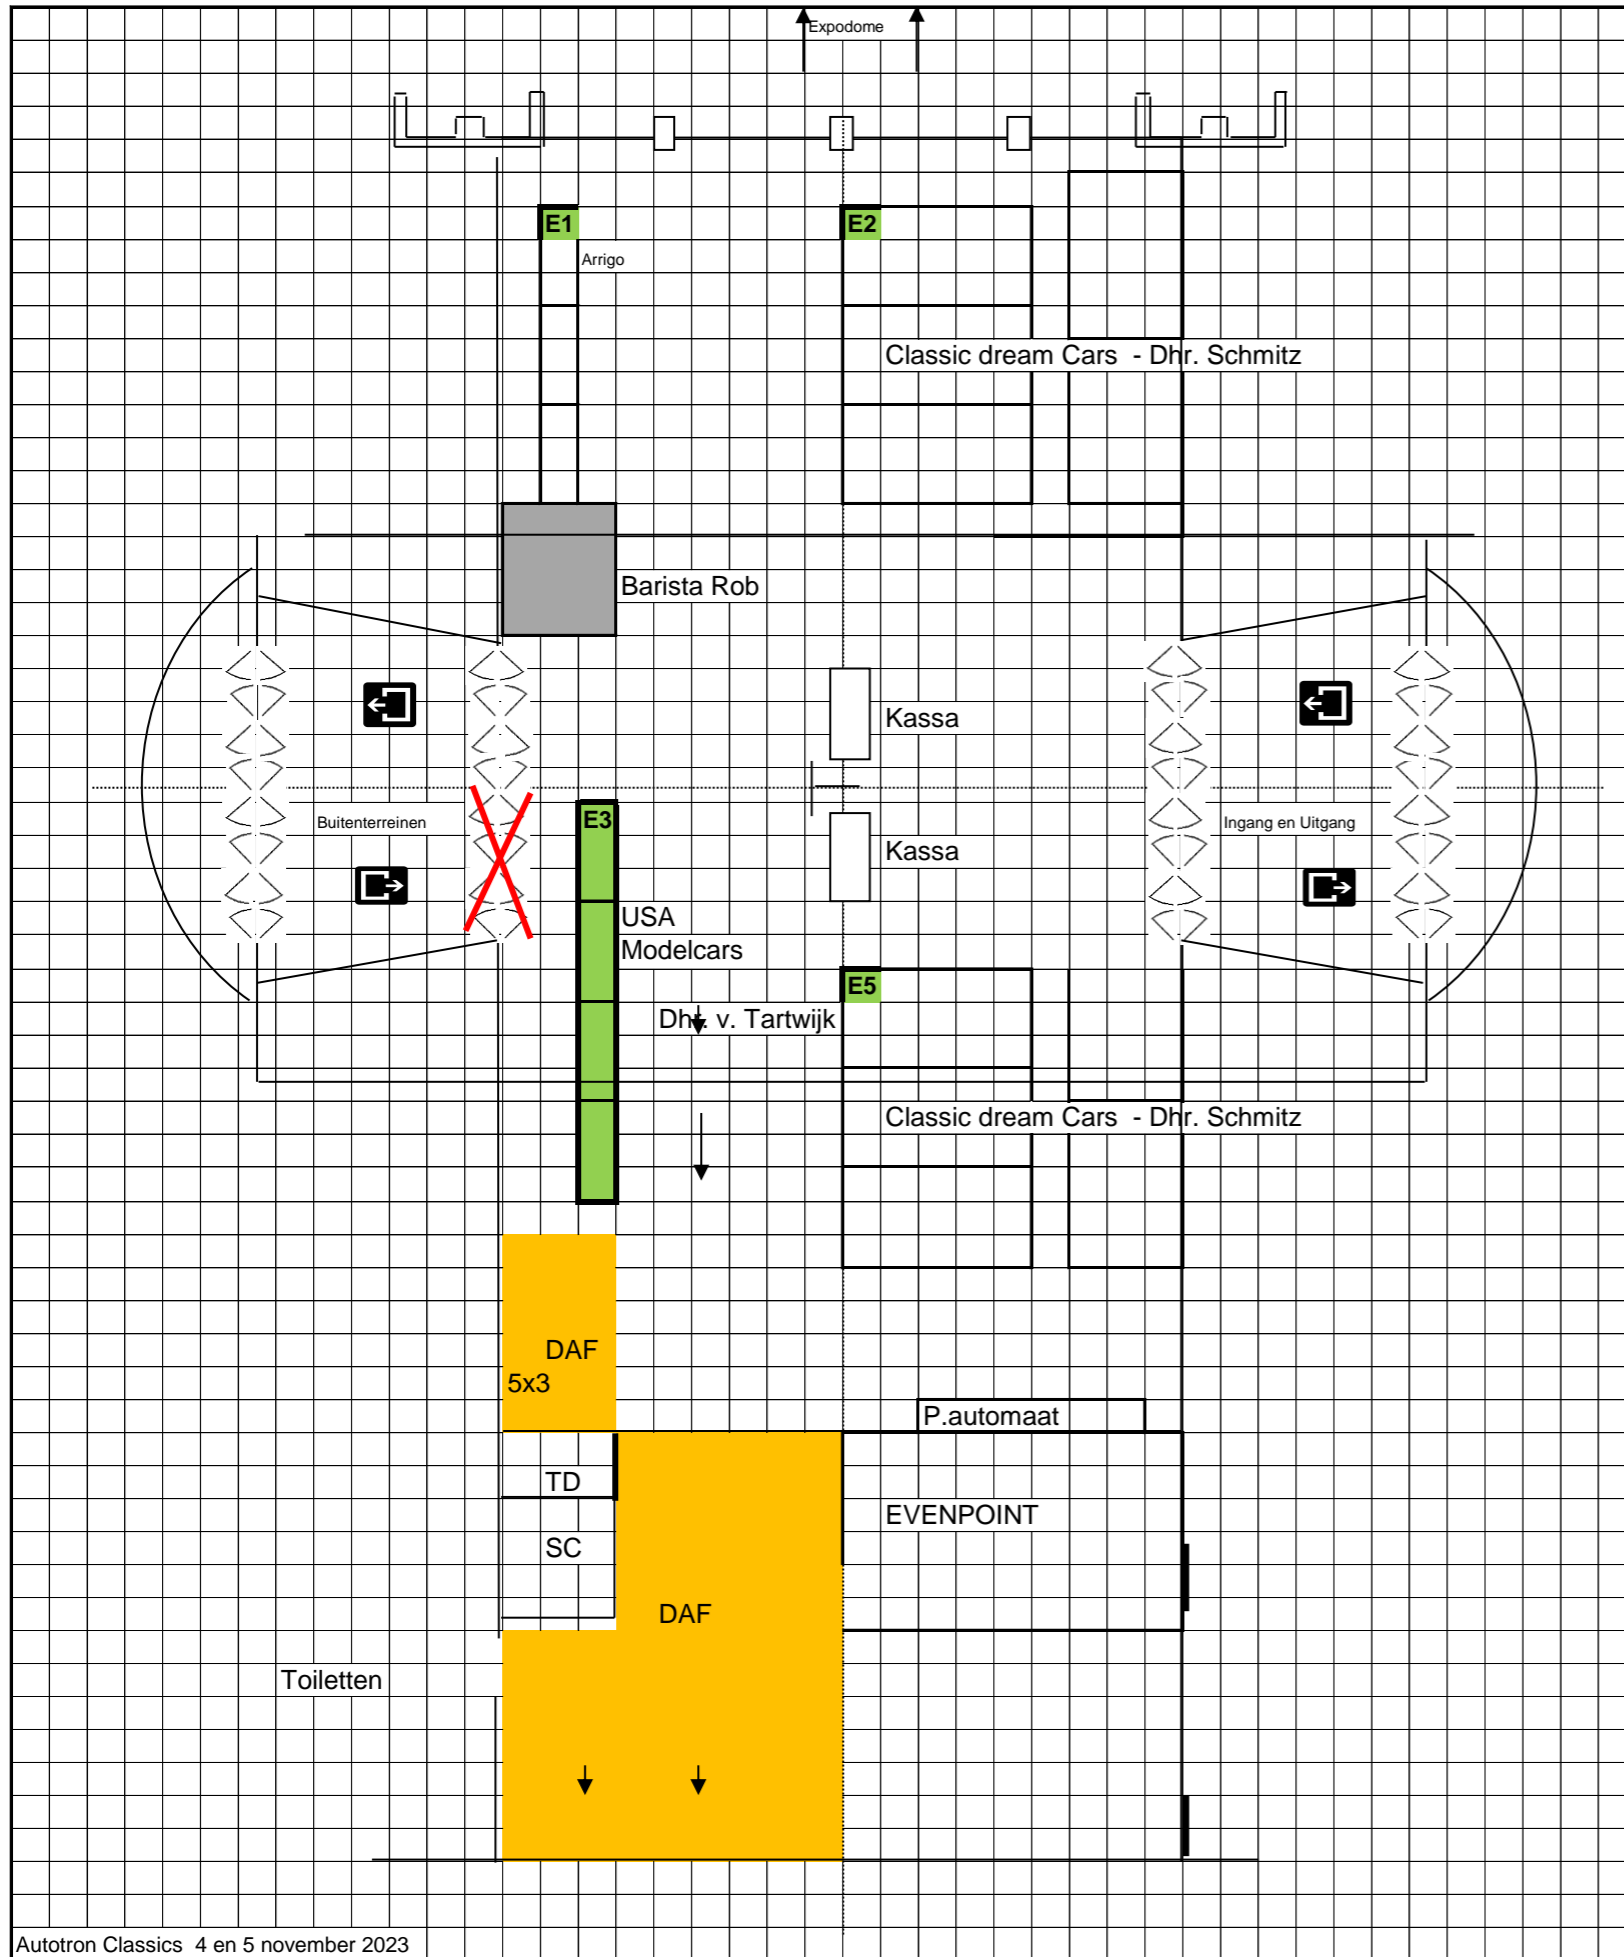 Expodome
E1
E2
Arrigo
Classic dream Cars - Dhr. Schmitz
Barista Rob
Kassa
E3
Buitenterreinen
Ingang en Uitgang
Kassa
USA
Modelcars
E5
Dhr. v. Tartwijk
Classic dream Cars - Dhr. Schmitz
DAF
5x3
P.automaat
TD
EVENPOINT
SC
DAF
Toiletten
Autotron Classics 4 en 5 november 2023